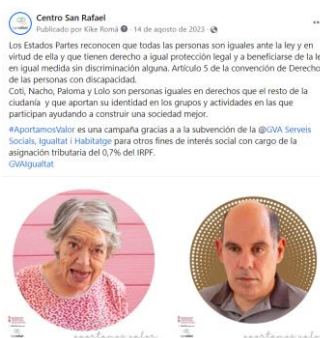 Centro San Rafael
Publicado por Kike Romá · 14 de agosto de 2023 ·
Los Estados Partes reconocen que todas las personas son iguales ante la ley y en
virtud de ella y que tienen derecho a igual protección legal y a beneficiarse de la le
en igual medida sin discriminación alguna. Artículo 5 de la convención de Derecho
de las personas con discapacidad.
Coti, Nacho, Paloma y Lolo son personas iguales en derechos que el resto de la
ciudanía y que aportan su identidad en los grupos y actividades en las que
participan ayudando a construir una sociedad mejor.
#AportamosValor es una campaña gracias a a la subvención de la @GVA Serveis
Socials, Igualtat i Habitatge para otros fines de interés social con cargo de la
asignación tributaria del 0,7% del IRPF.
GVAIgualtat
aportamos valor
aportamos valor